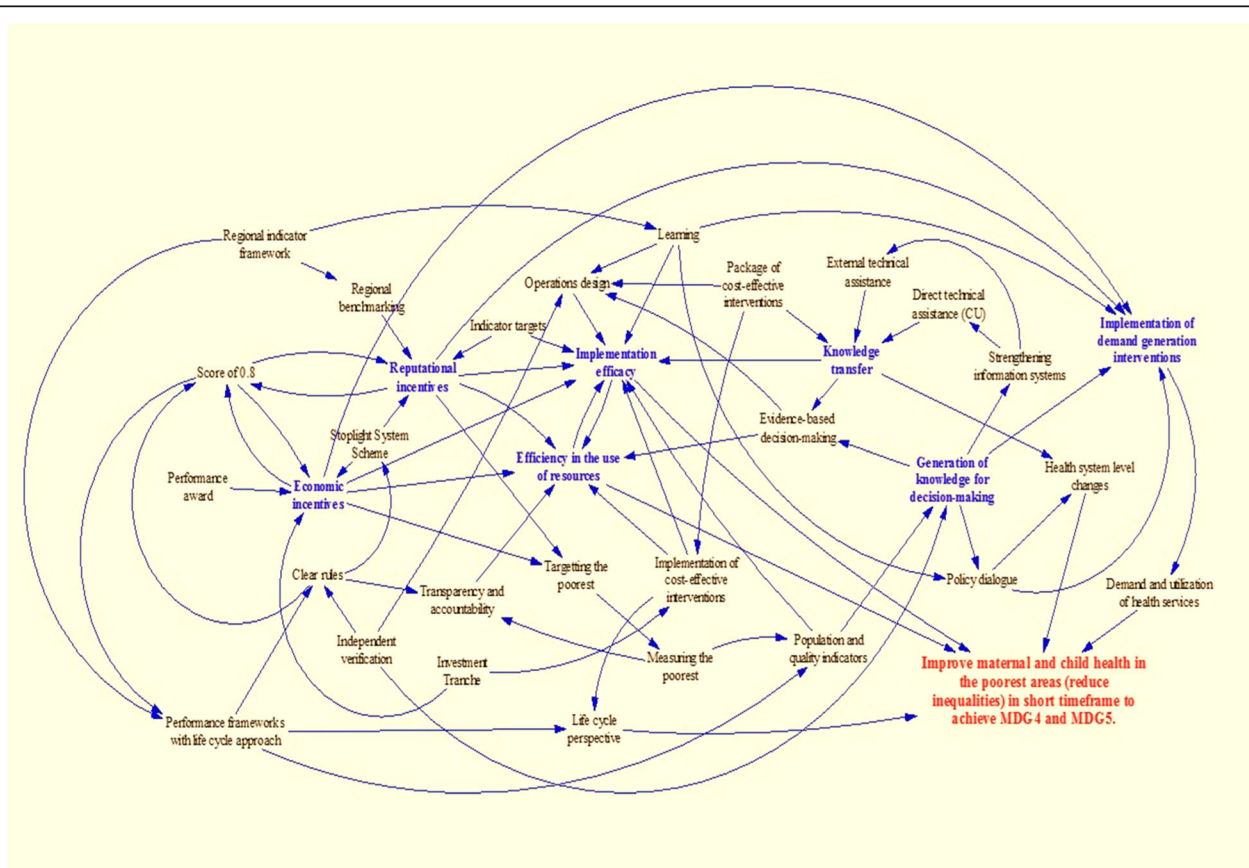 Regional indicator
framework
Learning
Regional
benchmarking
Operations design
Package of
cost-effective
interventions
External technical
assistance
Direct technical
assistance (CU)
Implementation of
demand generation
interventions
Indicator targets
Implementation
efficacy
Knowledge
transfer
Strengthening
information systems
Score of 0.8
Reputational
incentives
Stoplight System
Scheme
Evidence-based
decision-making
Efficiency in the use
of resources
Generation of
knowledge for
decision-making
Health system level
changes
Performance
award
Economic
incentives
Clear rules
Transparency and
accountability
Targetting the
poorest
Implementation of
cost-effective
interventions
Policy dialogue
Demand and utilization
of health services
Independent
verification
Investment
Tranche
Measuring the
poorest
Population and
quality indicators
Improve maternal and child health in
the poorest areas (reduce
inequalities) in short timeframe to
achieve MDG4 and MDG5.
Performance frameworks
with life cycle approach
Life cycle
perspective